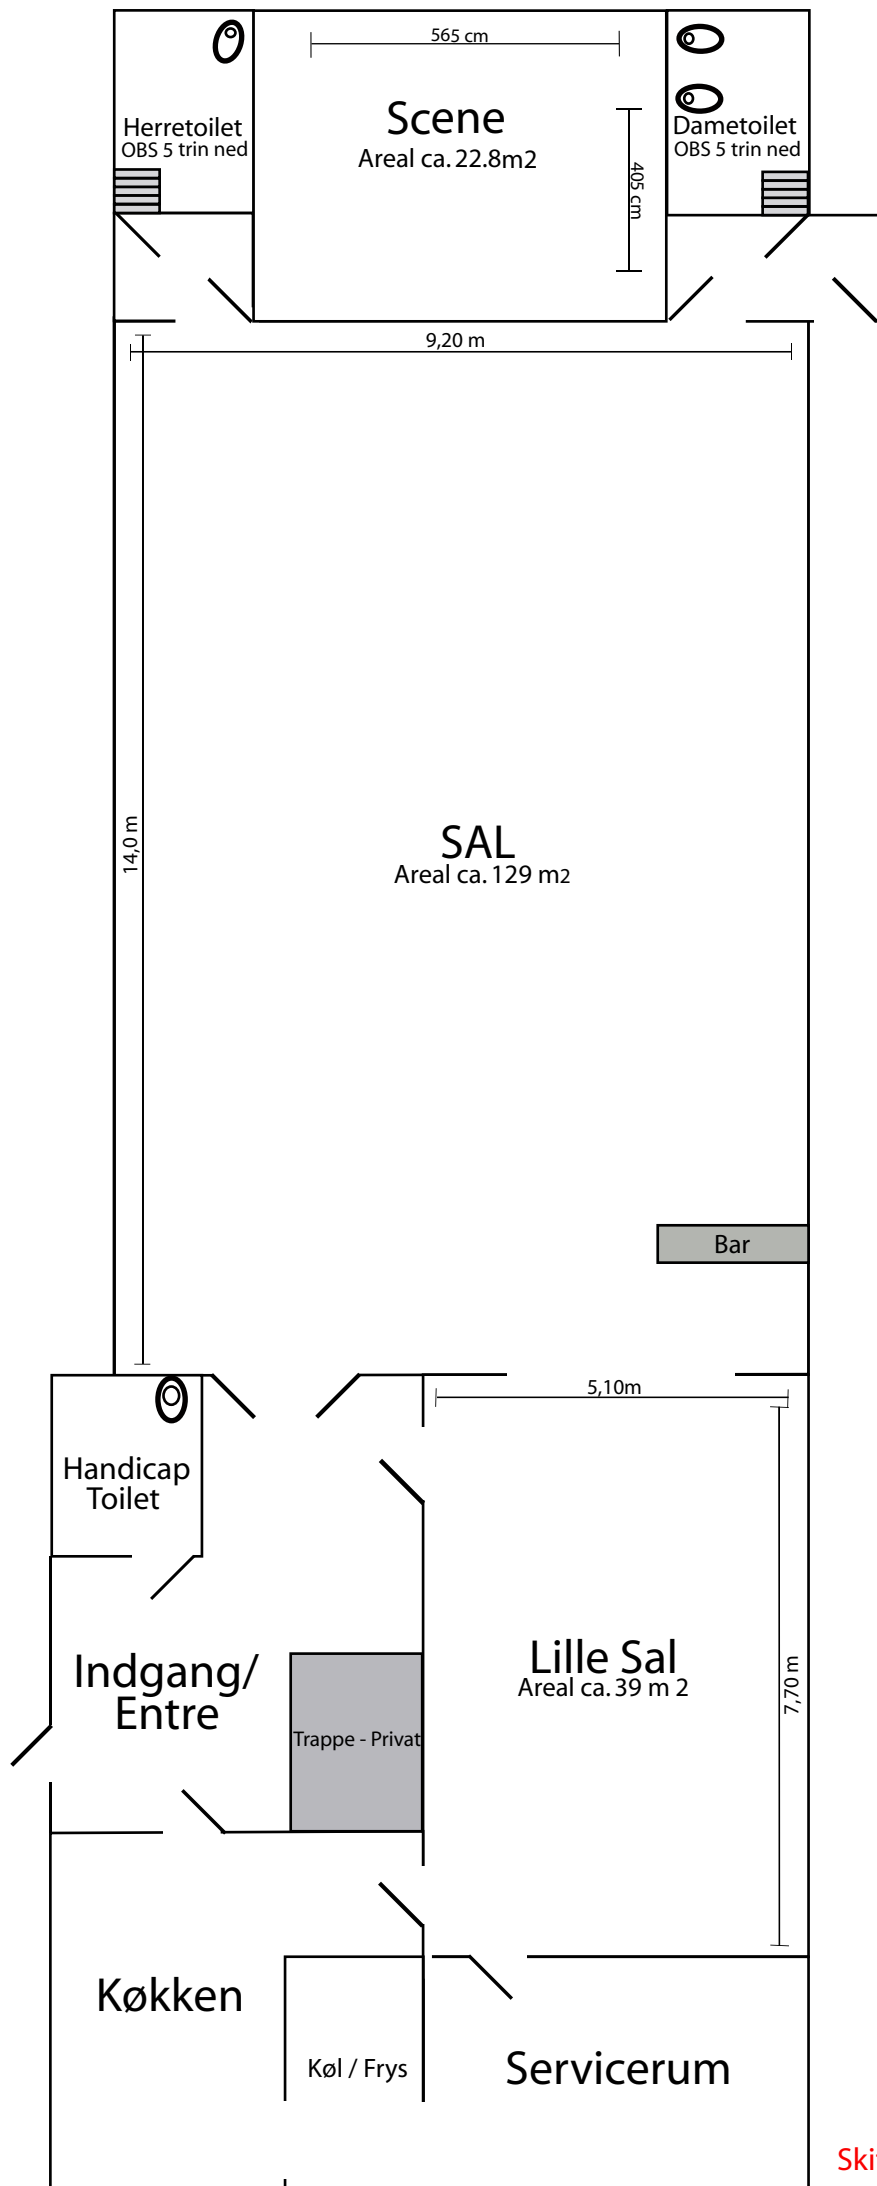 565 cm
Scene
Areal ca. 22.8m2
405 cm
Herretoilet
OBS 5 trin ned
Dametoilet
OBS 5 trin ned
9,20 m
14,0 m
SAL
Areal ca. 129 m2
Bar
5,10m
Handicap
Toilet
Indgang/
Entre
Trappe - Privat
Lille Sal
Areal ca. 39 m 2
7,70 m
Køkken
Køl / Frys
Servicerum